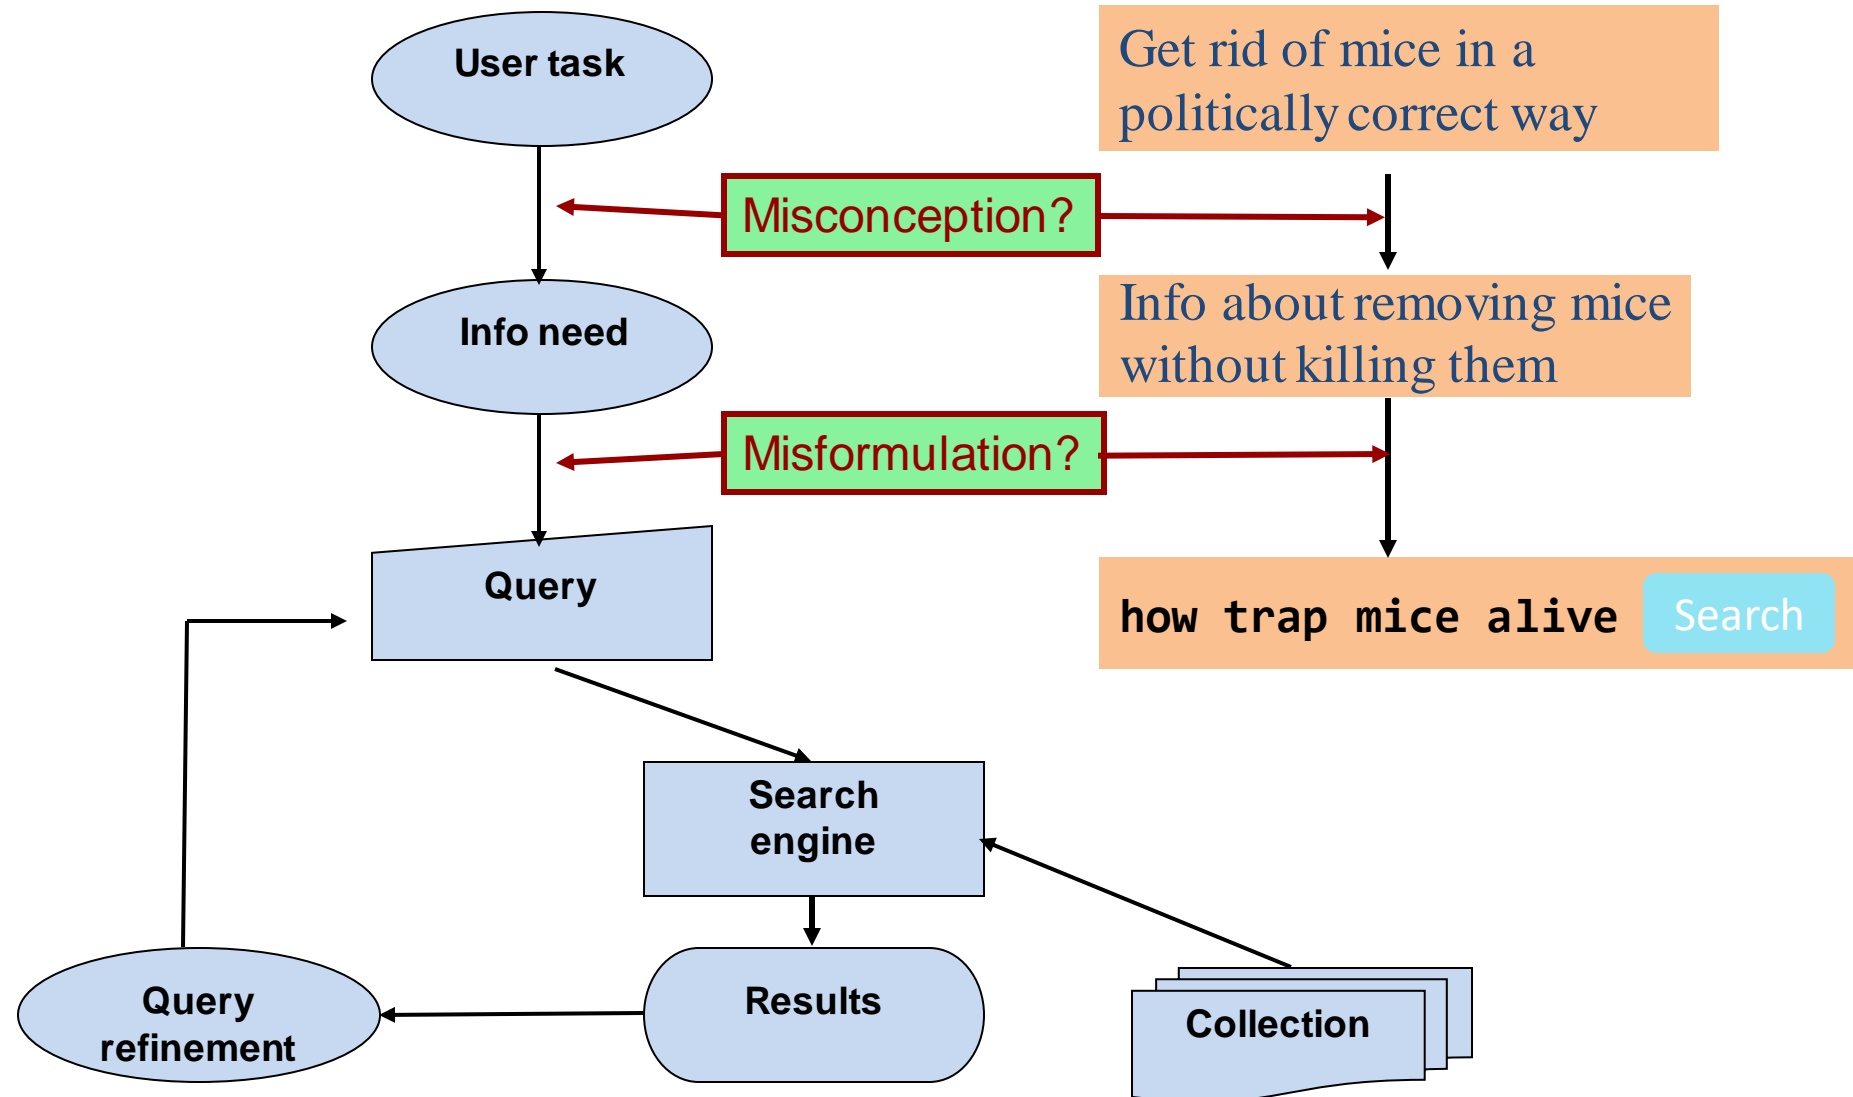 User task
Get rid of mice in a
politically correct way
Misconception?
Info need
Info about removing mice
without killing them
Misformulation?
Query
how trap mice alive
Search
Search
engine
Results
Query
refinement
Collection